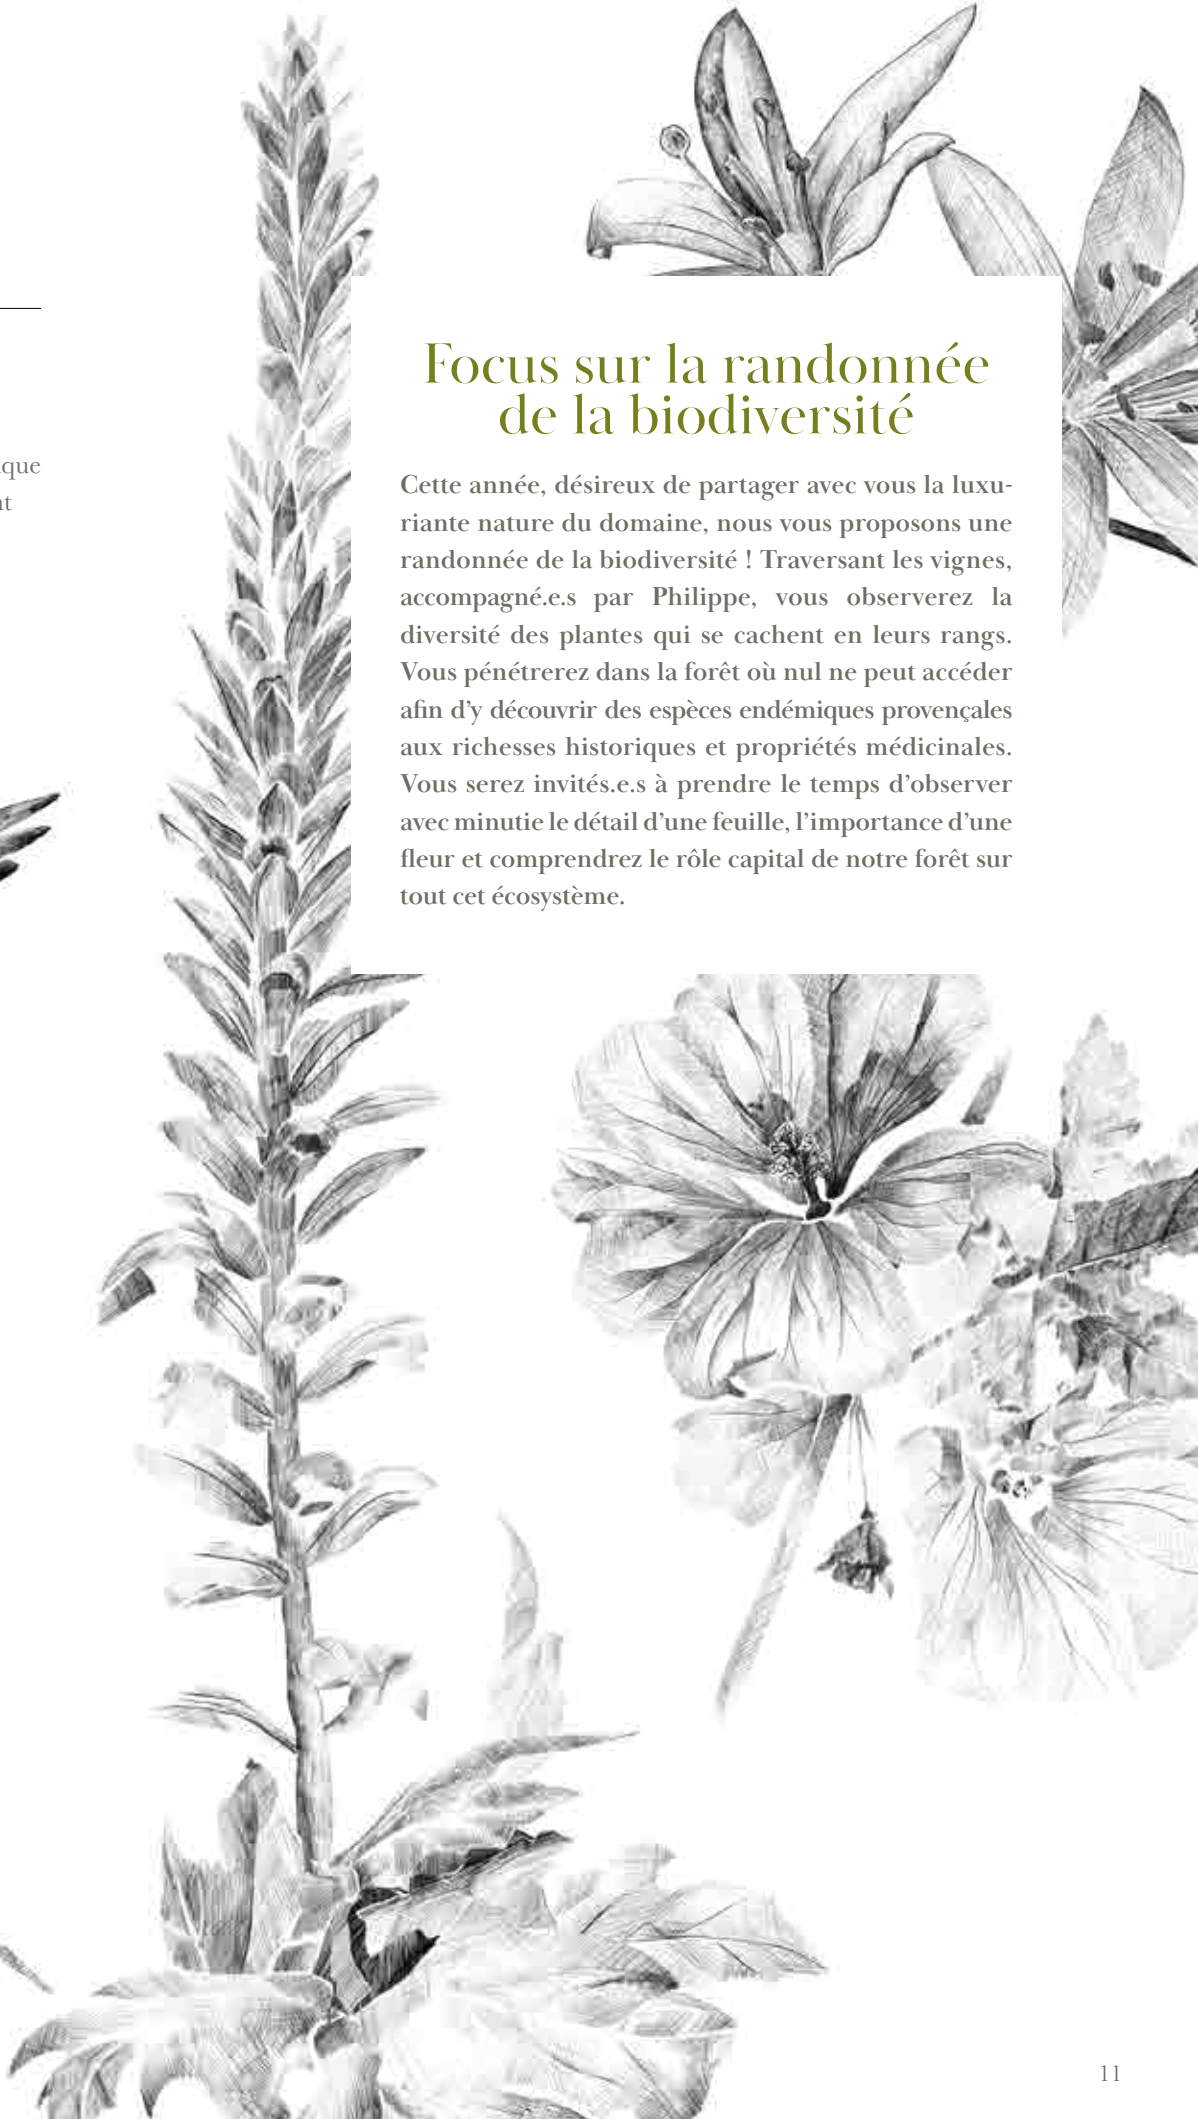 Focus sur la randonnée
de la biodiversité
Cette année, désireux de partager avec vous la luxu-
riante nature du domaine, nous vous proposons une
randonnée de la biodiversité ! Traversant les vignes,
accompagné.e.s par Philippe, vous observerez la
diversité des plantes qui se cachent en leurs rangs.
Vous pénétrerez dans la forêt où nul ne peut accéder
afin d’y découvrir des espèces endémiques provençales
aux richesses historiques et propriétés médicinales.
Vous serez invités.e.s à prendre le temps d’observer
avec minutie le détail d’une feuille, l’importance d’une
fleur et comprendrez le rôle capital de notre forêt sur
tout cet écosystème.
11